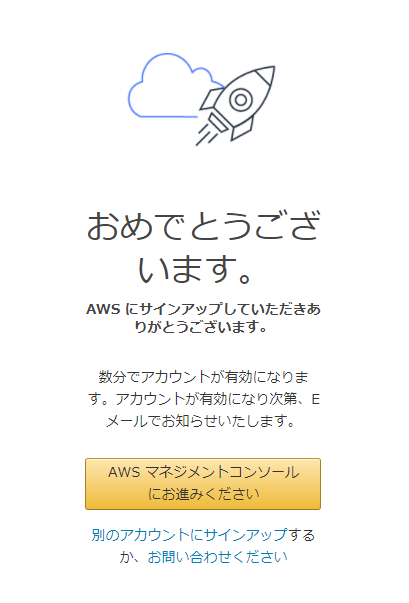 おめでとうござ
います。
AWS にサインアップしていただきあ
りがとうございます。
数分でアカウントが有効になりま
す。アカウントが有効になり次第、E
メールでお知らせいたします。
AWS マネジメントコンソール
にお進みください
別のアカウントにサインアップする
か、お問い合わせください